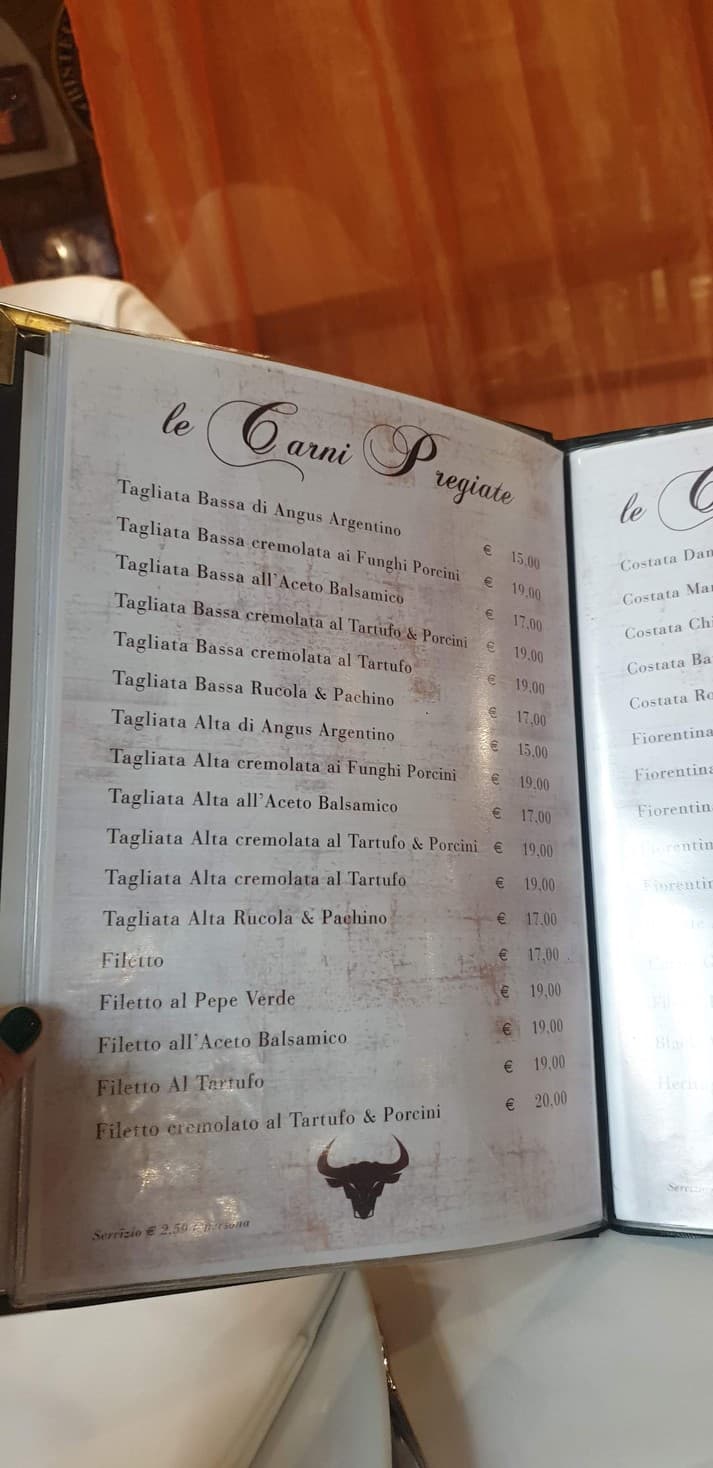 le Carni Pregiate
Tagliata Bassa di Angus Argentino € 15,00
Tagliata Bassa cremolata ai Funghi Porcini € 19,00
Tagliata Bassa all'Aceto Balsamico € 17,00
Tagliata Bassa cremolata al Tartufo & Porcini € 19,00
Tagliata Bassa cremolata al Tartufo € 19,00
Tagliata Bassa Rucola & Pachino € 17,00
Tagliata Alta di Angus Argentino € 15,00
Tagliata Alta cremolata ai Funghi Porcini € 19,00
Tagliata Alta all'Aceto Balsamico € 17,00
Tagliata Alta cremolata al Tartufo & Porcini € 19,00
Tagliata Alta cremolata al Tartufo € 19,00
Tagliata Alta Rucola & Pachino € 17,00
Filetto € 17,00
Filetto al Pepe Verde € 19,00
Filetto all'Aceto Balsamico € 19,00
Filetto Al Tartufo € 19,00
Filetto cremolato al Tartufo & Porcini € 20,00
Servizio € 2,50
le C
Costata Dan
Costata
Costata Chi
Costata Ba
Costata Ro
Fiorentina
Fiorentina
Fiorentin